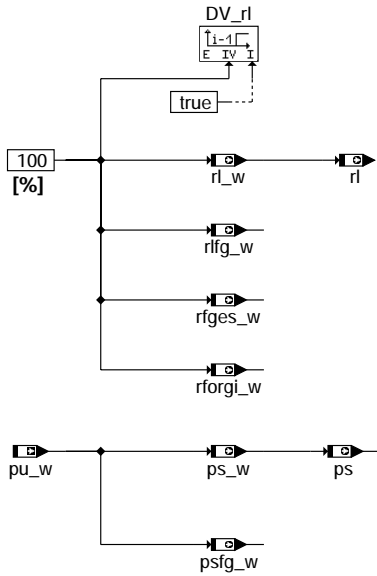 DV_rl
i-1
E IV I
true
100
[%]
rl_w
rl
rlfg_w
rfges_w
rforgi_w
pu_w
ps_w
ps
psfg_w